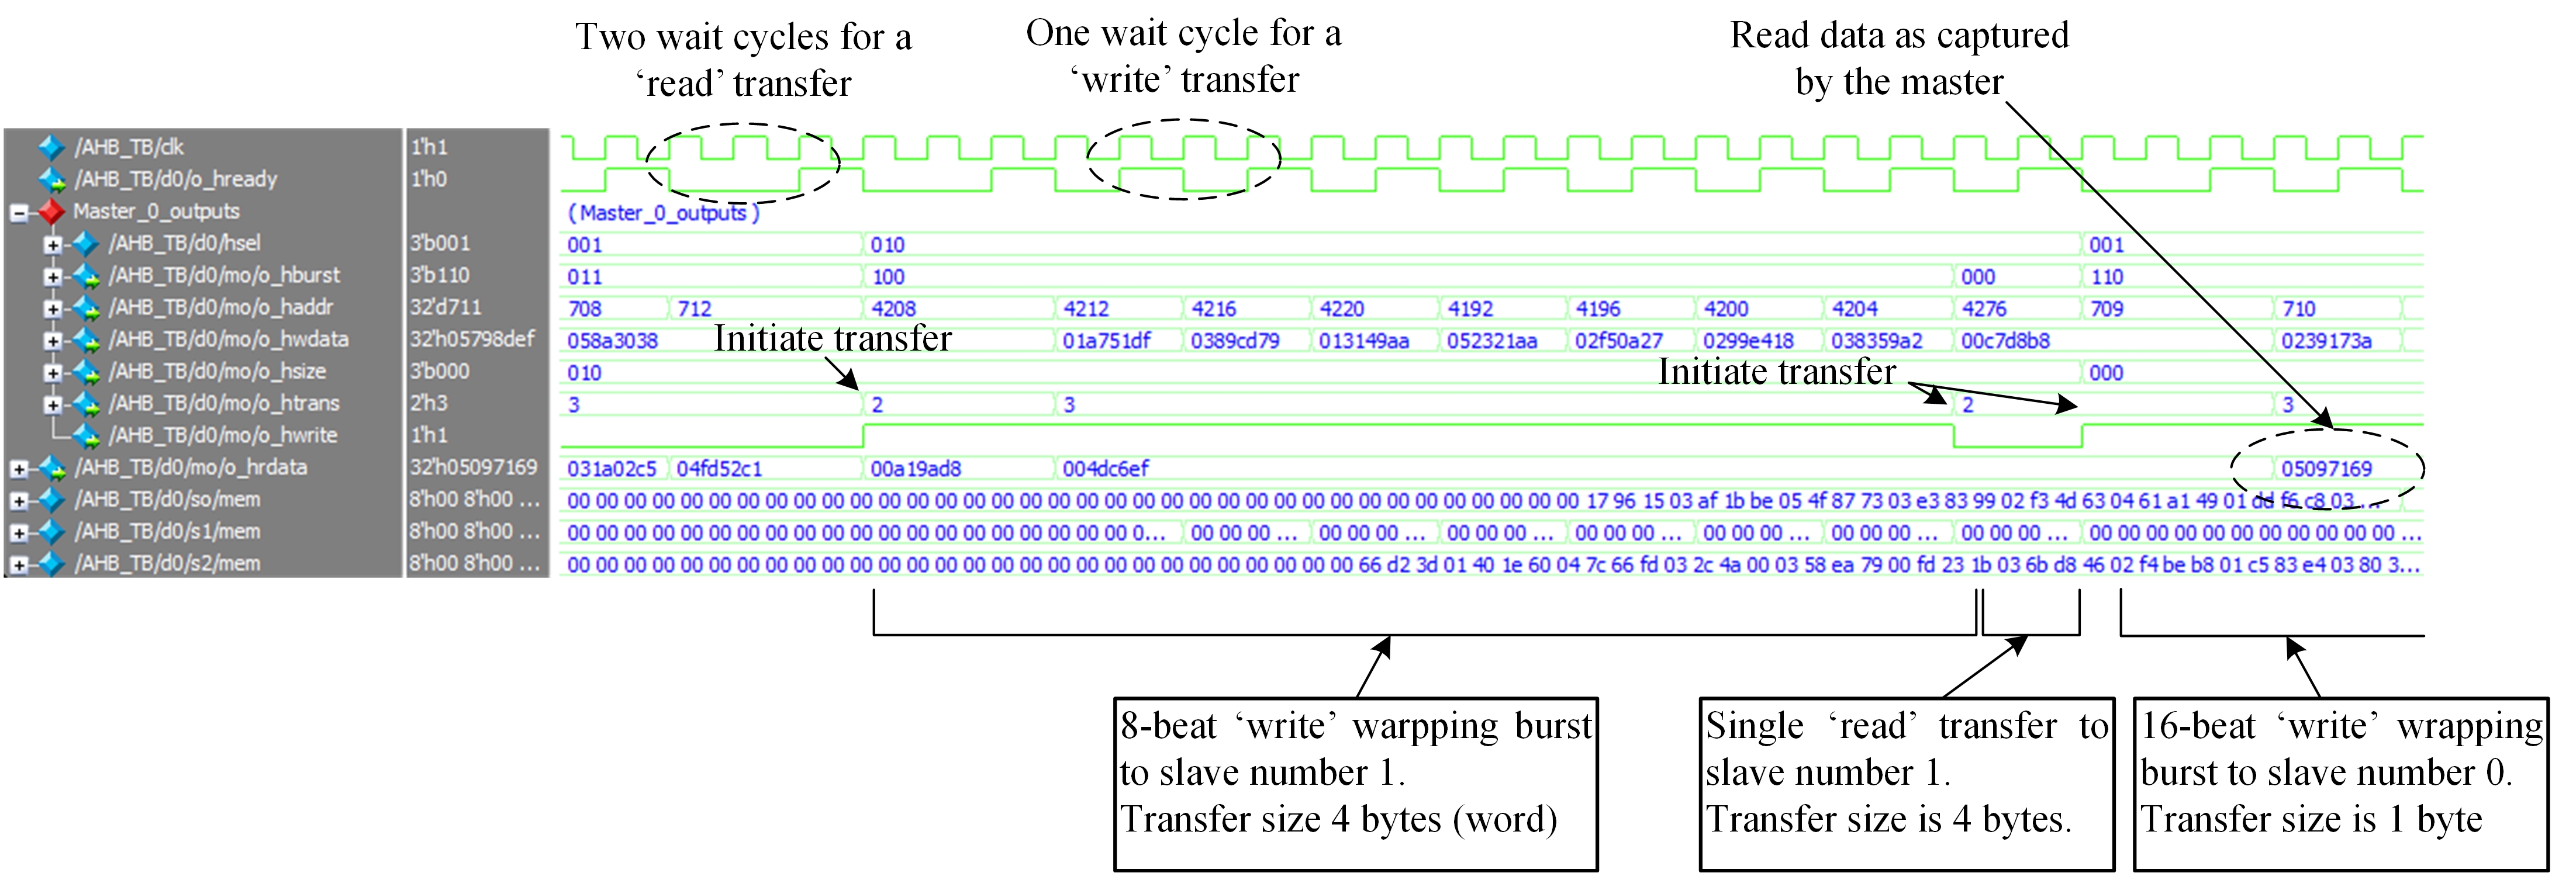 Two wait cycles for a
‘read’ transfer
One wait cycle for a
‘write’ transfer
Read data as captured
by the master
/AHB_TB/clk 1'h1
/AHB_TB/d0/o_hready 1'h0
Master_0_outputs (Master_0_outputs)
/AHB_TB/d0/hsel 3'b001 001 010 001
/AHB_TB/d0/mo/o_hburst 3'b110 011 100 000 110
/AHB_TB/d0/mo/o_haddr 32'd711 708 712 4208 4212 4216 4220 4192 4196 4200 4204 4276 709 710
Initiate transfer
/AHB_TB/d0/mo/o_hwdata 32'h05798def 058a3038 01a751df 0389cd79 013149aa 052321aa 02f50a27 0299e418 038359a2 00c7d8b8 0239173a
/AHB_TB/d0/mo/o_hsize 3'b000 010 000
Initiate transfer
/AHB_TB/d0/mo/o_htrans 2'h3 3 2 3 2 3
/AHB_TB/d0/mo/o_hwrite 1'h1
/AHB_TB/d0/mo/o_hrdata 32'h05097169 031a02c5 04fd52c1 00a19ad8 004dc6ef 05097169
/AHB_TB/d0/so/mem 8'h00 8'h00 ... 00 00 00 00 00 00 00 00 00 00 00 00 00 00 00 00 00 00 00 00 00 00 00 00 00 00 00 00 00 00 00 00 00 00 00 00 17 96 15 03 af 1b be 05 4f 87 73 03 e3 83 99 02 f3 4d 63 04 61 a1 49 01 dd f6 c8 03...
/AHB_TB/d0/s1/mem 8'h00 8'h00 ... 00 00 00 00 00 00 00 00 00 00 00 00 00 00 00 00 00 00 00 00 0... 00 00 00 ... 00 00 00 ... 00 00 00 ... 00 00 00 ... 00 00 00 ... 00 00 00 ... 00 00 00 ... 00 00 00 00 00 00 00 00 00 00 00 ...
/AHB_TB/d0/s2/mem 8'h00 8'h00 ... 00 00 00 00 00 00 00 00 00 00 00 00 00 00 00 00 00 00 00 00 00 00 00 00 00 00 00 00 66 d2 3d 01 40 1e 60 04 7c 66 fd 03 2c 4a 00 03 58 ea 79 00 fd 23 1b 03 6b d8 46 02 f4 be b8 01 c5 83 e4 03 80 3...
8-beat ‘write’ warpping burst
to slave number 1.
Transfer size 4 bytes (word)
Single ‘read’ transfer to
slave number 1.
Transfer size is 4 bytes.
16-beat ‘write’ wrapping
burst to slave number 0.
Transfer size is 1 byte